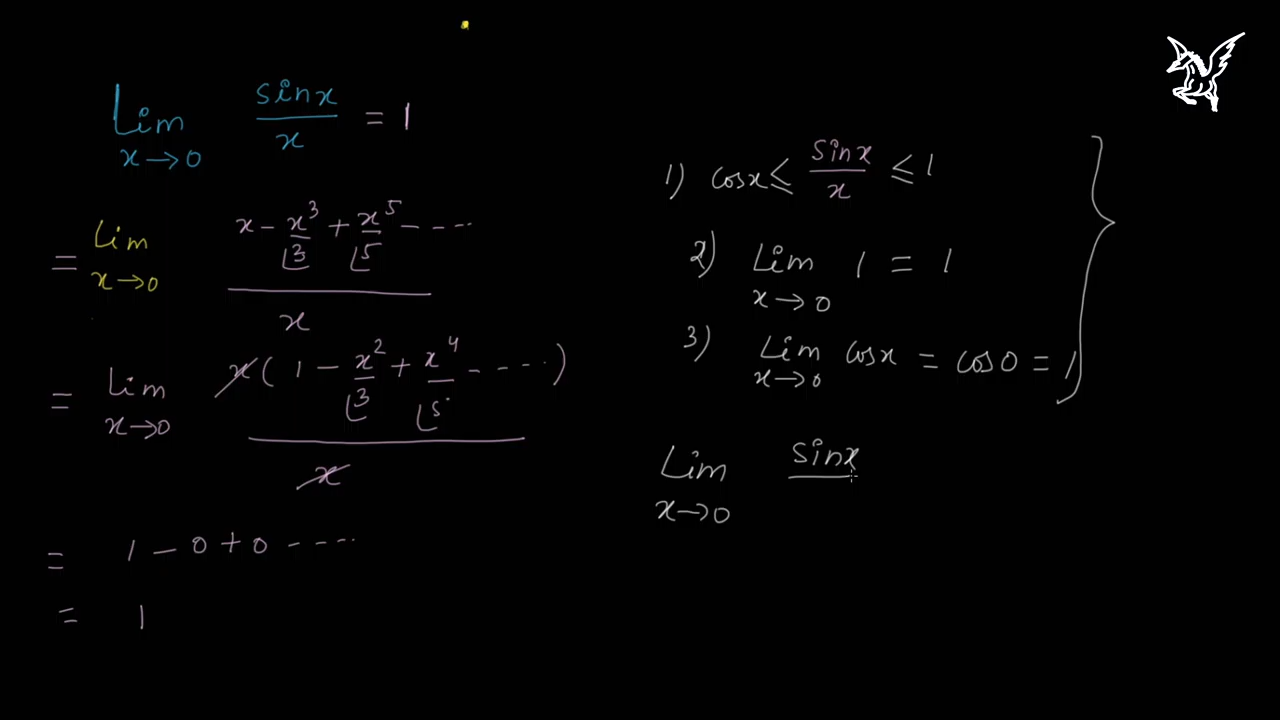 Lim x→0 sinx/x = 1
= Lim x→0 (x - x³/⌊3 + x⁵/⌊5 - ----)/x
= Lim x→0 x(1 - x²/⌊3 + x⁴/⌊5 - ----)/x
= 1 - 0 + 0 ----
= 1
1) cosx ≤ sinx/x ≤ 1
2) Lim x→0 1 = 1
3) Lim x→0 cosx = cos0 = 1
Lim x→0 sinx